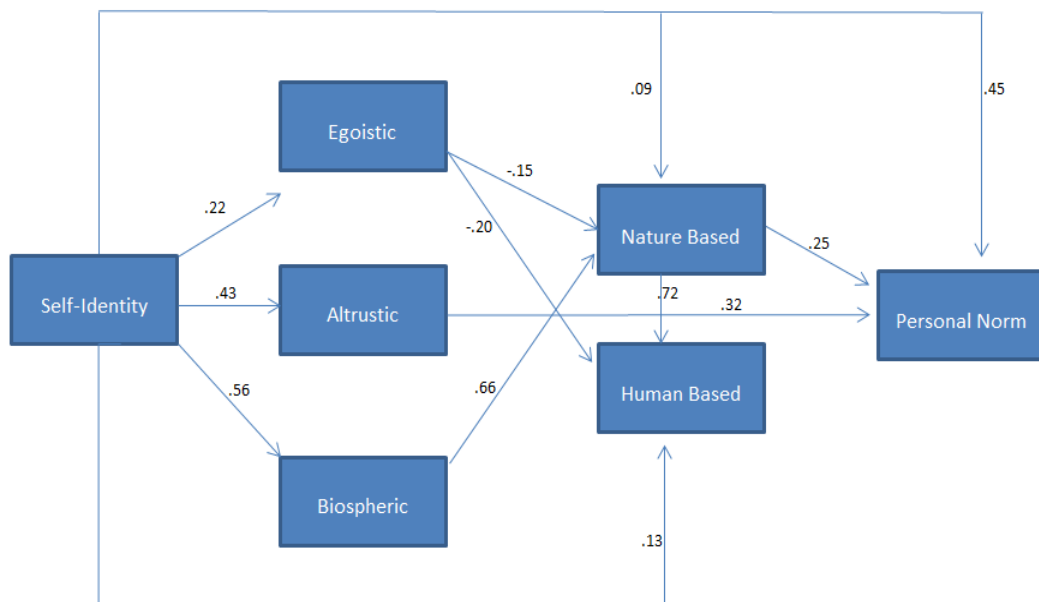 .09
.45
Egoistic
-.15
.22
-.20
Nature Based
.25
Self-Identity
.43
Altrustic
.72
.32
Personal Norm
.56
.66
Human Based
Biospheric
.13